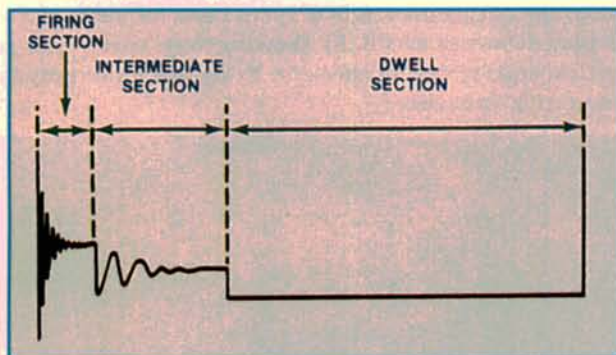 FIRING
SECTION
INTERMEDIATE
SECTION
DWELL
SECTION